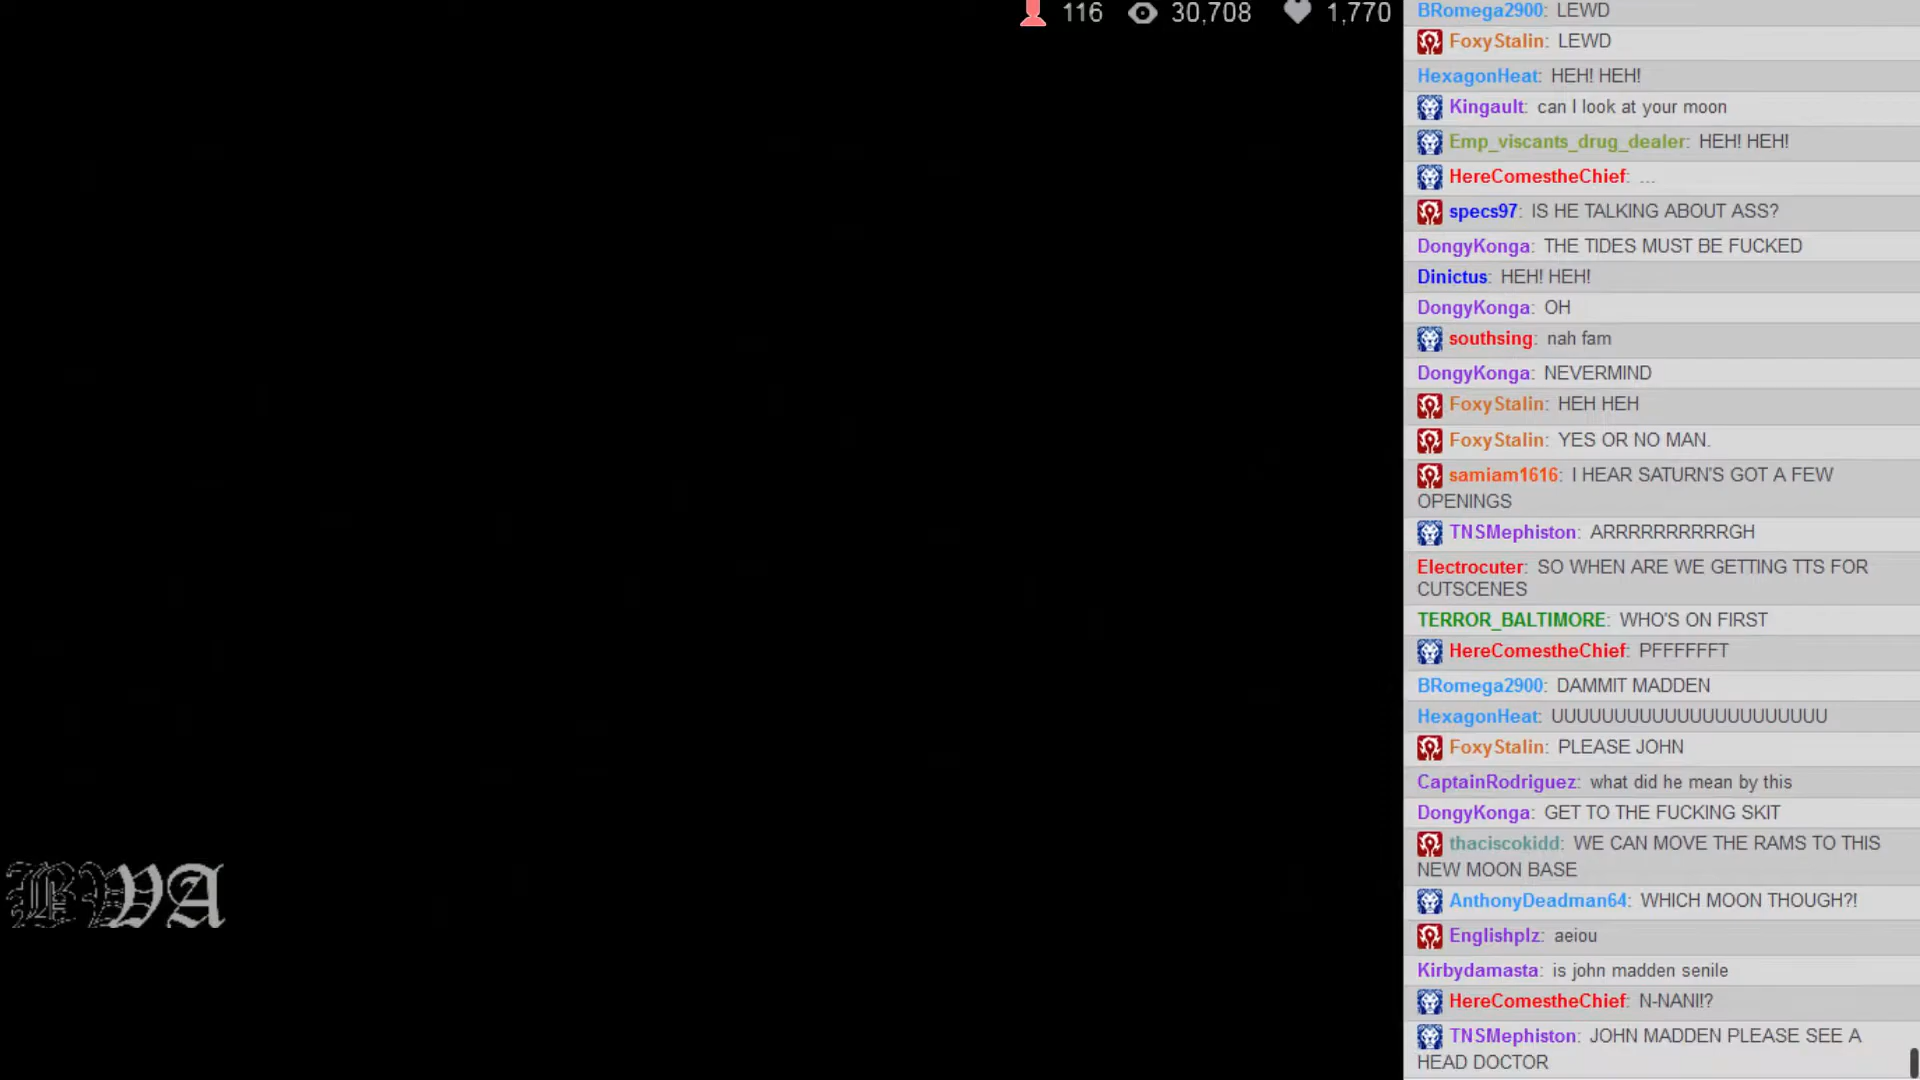 116 30,708 1,770
BRomega2900: LEWD
FoxyStalin: LEWD
HexagonHeat: HEH! HEH!
Kingault: can I look at your moon
Emp_viscants_drug_dealer: HEH! HEH!
HereComestheChief: ...
specs97: IS HE TALKING ABOUT ASS?
DongyKonga: THE TIDES MUST BE FUCKED
Dinictus: HEH! HEH!
DongyKonga: OH
southsing: nah fam
DongyKonga: NEVERMIND
FoxyStalin: HEH HEH
FoxyStalin: YES OR NO MAN.
samiam1616: I HEAR SATURN'S GOT A FEW
OPENINGS
TNSMephiston: ARRRRRRRRRRGH
Electrocuter: SO WHEN ARE WE GETTING TTS FOR
CUTSCENES
TERROR_BALTIMORE: WHO'S ON FIRST
HereComestheChief: PFFFFFFT
BRomega2900: DAMMIT MADDEN
HexagonHeat: UUUUUUUUUUUUUUUUUUUUUU
FoxyStalin: PLEASE JOHN
CaptainRodriguez: what did he mean by this
DongyKonga: GET TO THE FUCKING SKIT
thaciscokidd: WE CAN MOVE THE RAMS TO THIS
NEW MOON BASE
AnthonyDeadman64: WHICH MOON THOUGH?!
Englishplz: aeiou
Kirbydamasta: is john madden senile
HereComestheChief: N-NANI!?
TNSMephiston: JOHN MADDEN PLEASE SEE A
HEAD DOCTOR